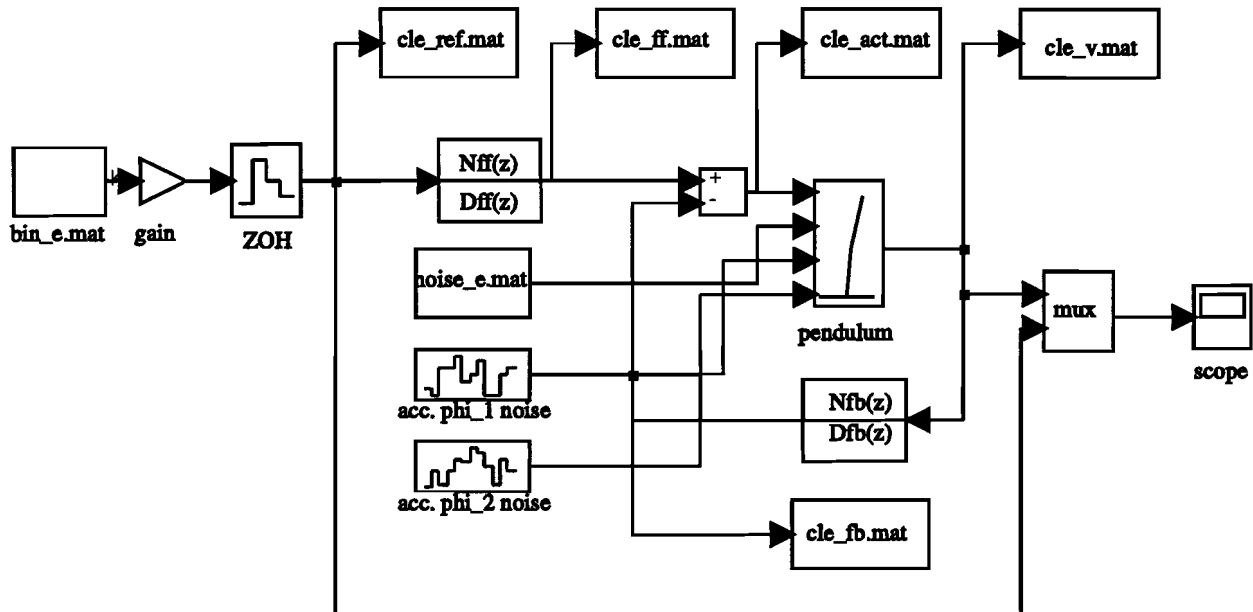 cle_ref.mat
cle_ff.mat
cle_act.mat
cle_v.mat
bin_e.mat
gain
ZOH
Nff(z)
Dff(z)
+
-
noise_e.mat
pendulum
mux
scope
acc. phi_1 noise
Nfb(z)
Dfb(z)
acc. phi_2 noise
cle_fb.mat